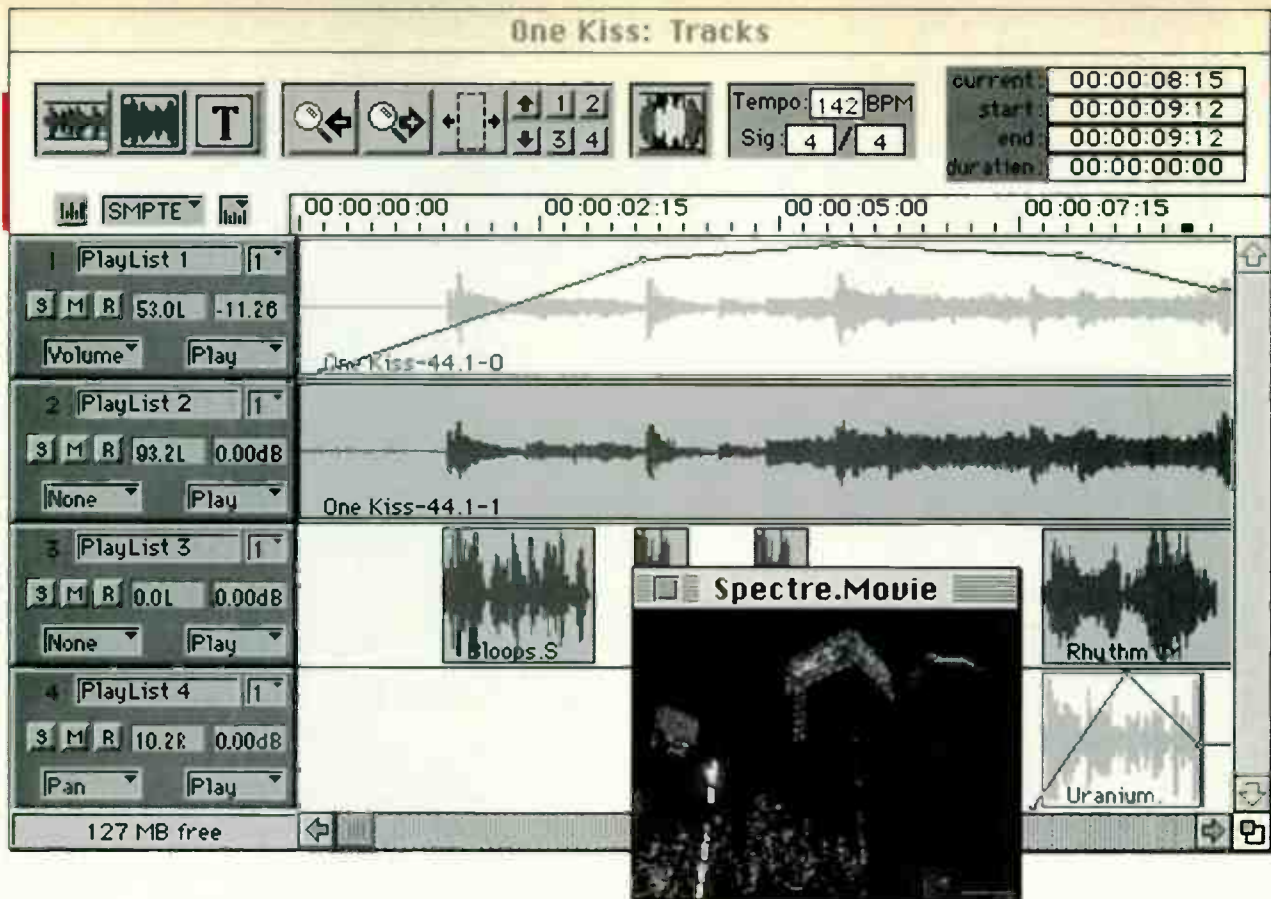 One Kiss: Tracks
T
1 2
3 4
Tempo: 142 BPM
Sig: 4 / 4
current: 00:00:08:15
start: 00:00:09:12
end: 00:00:09:12
duration: 00:00:00:00
SMPTE
00:00:00:00 00:00:02:15 00:00:05:00 00:00:07:15
1 PlayList 1 1
S M R 53.0L -11.26
Volume Play
One Kiss-44.1-0
2 PlayList 2 1
S M R 93.2L 0.00dB
None Play
One Kiss-44.1-1
3 PlayList 3 1
S M R 0.0L 0.00dB
None Play
Bloops.S
Rhythm
Spectre.Movie
4 PlayList 4 1
S M R 10.2R 0.00dB
Pan Play
Uranium.
127 MB free